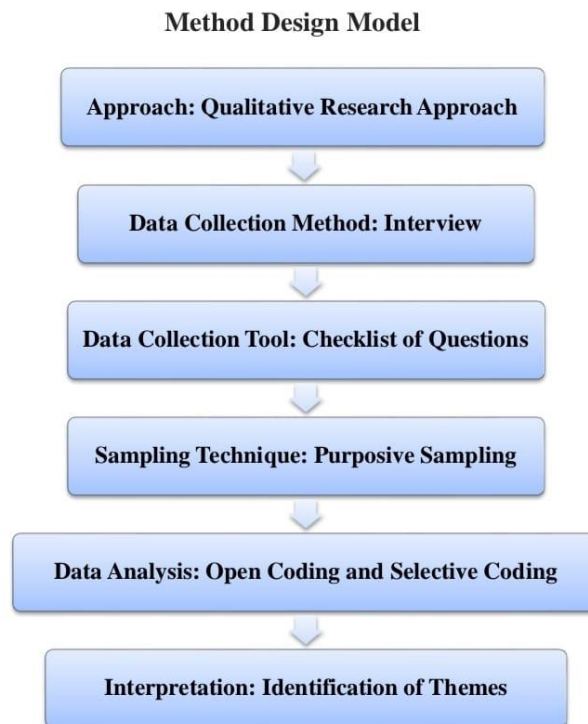 Method Design Model
Approach: Qualitative Research Approach
Data Collection Method: Interview
Data Collection Tool: Checklist of Questions
Sampling Technique: Purposive Sampling
Data Analysis: Open Coding and Selective Coding
Interpretation: Identification of Themes